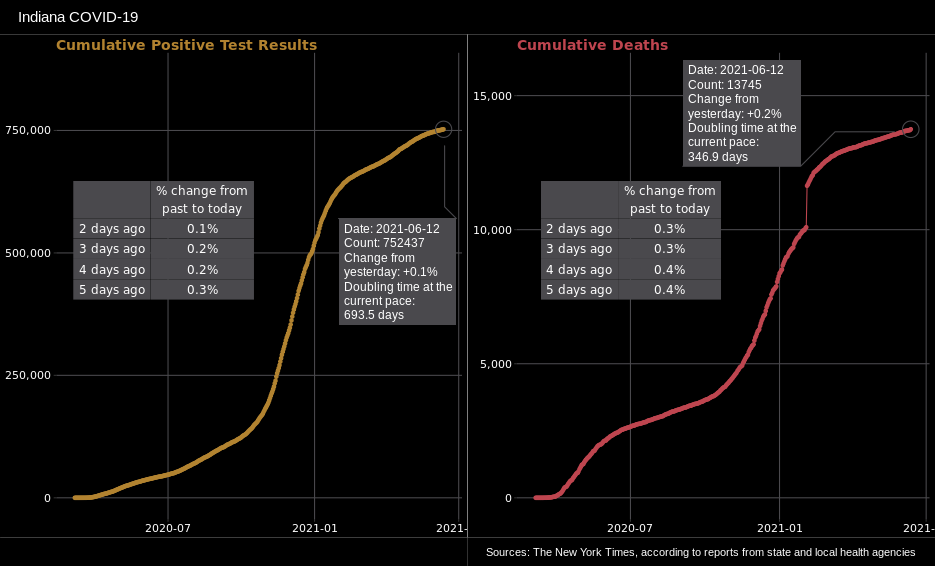 Indiana COVID-19
Cumulative Positive Test Results
750,000
500,000
250,000
0
2020-07
2021-01
2021-
% change from
past to today
2 days ago 0.1%
3 days ago 0.2%
4 days ago 0.2%
5 days ago 0.3%
Date: 2021-06-12
Count: 752437
Change from
yesterday: +0.1%
Doubling time at the
current pace:
693.5 days
Cumulative Deaths
15,000
10,000
5,000
0
2020-07
2021-01
2021-
Date: 2021-06-12
Count: 13745
Change from
yesterday: +0.2%
Doubling time at the
current pace:
346.9 days
% change from
past to today
2 days ago 0.3%
3 days ago 0.3%
4 days ago 0.4%
5 days ago 0.4%
Sources: The New York Times, according to reports from state and local health agencies